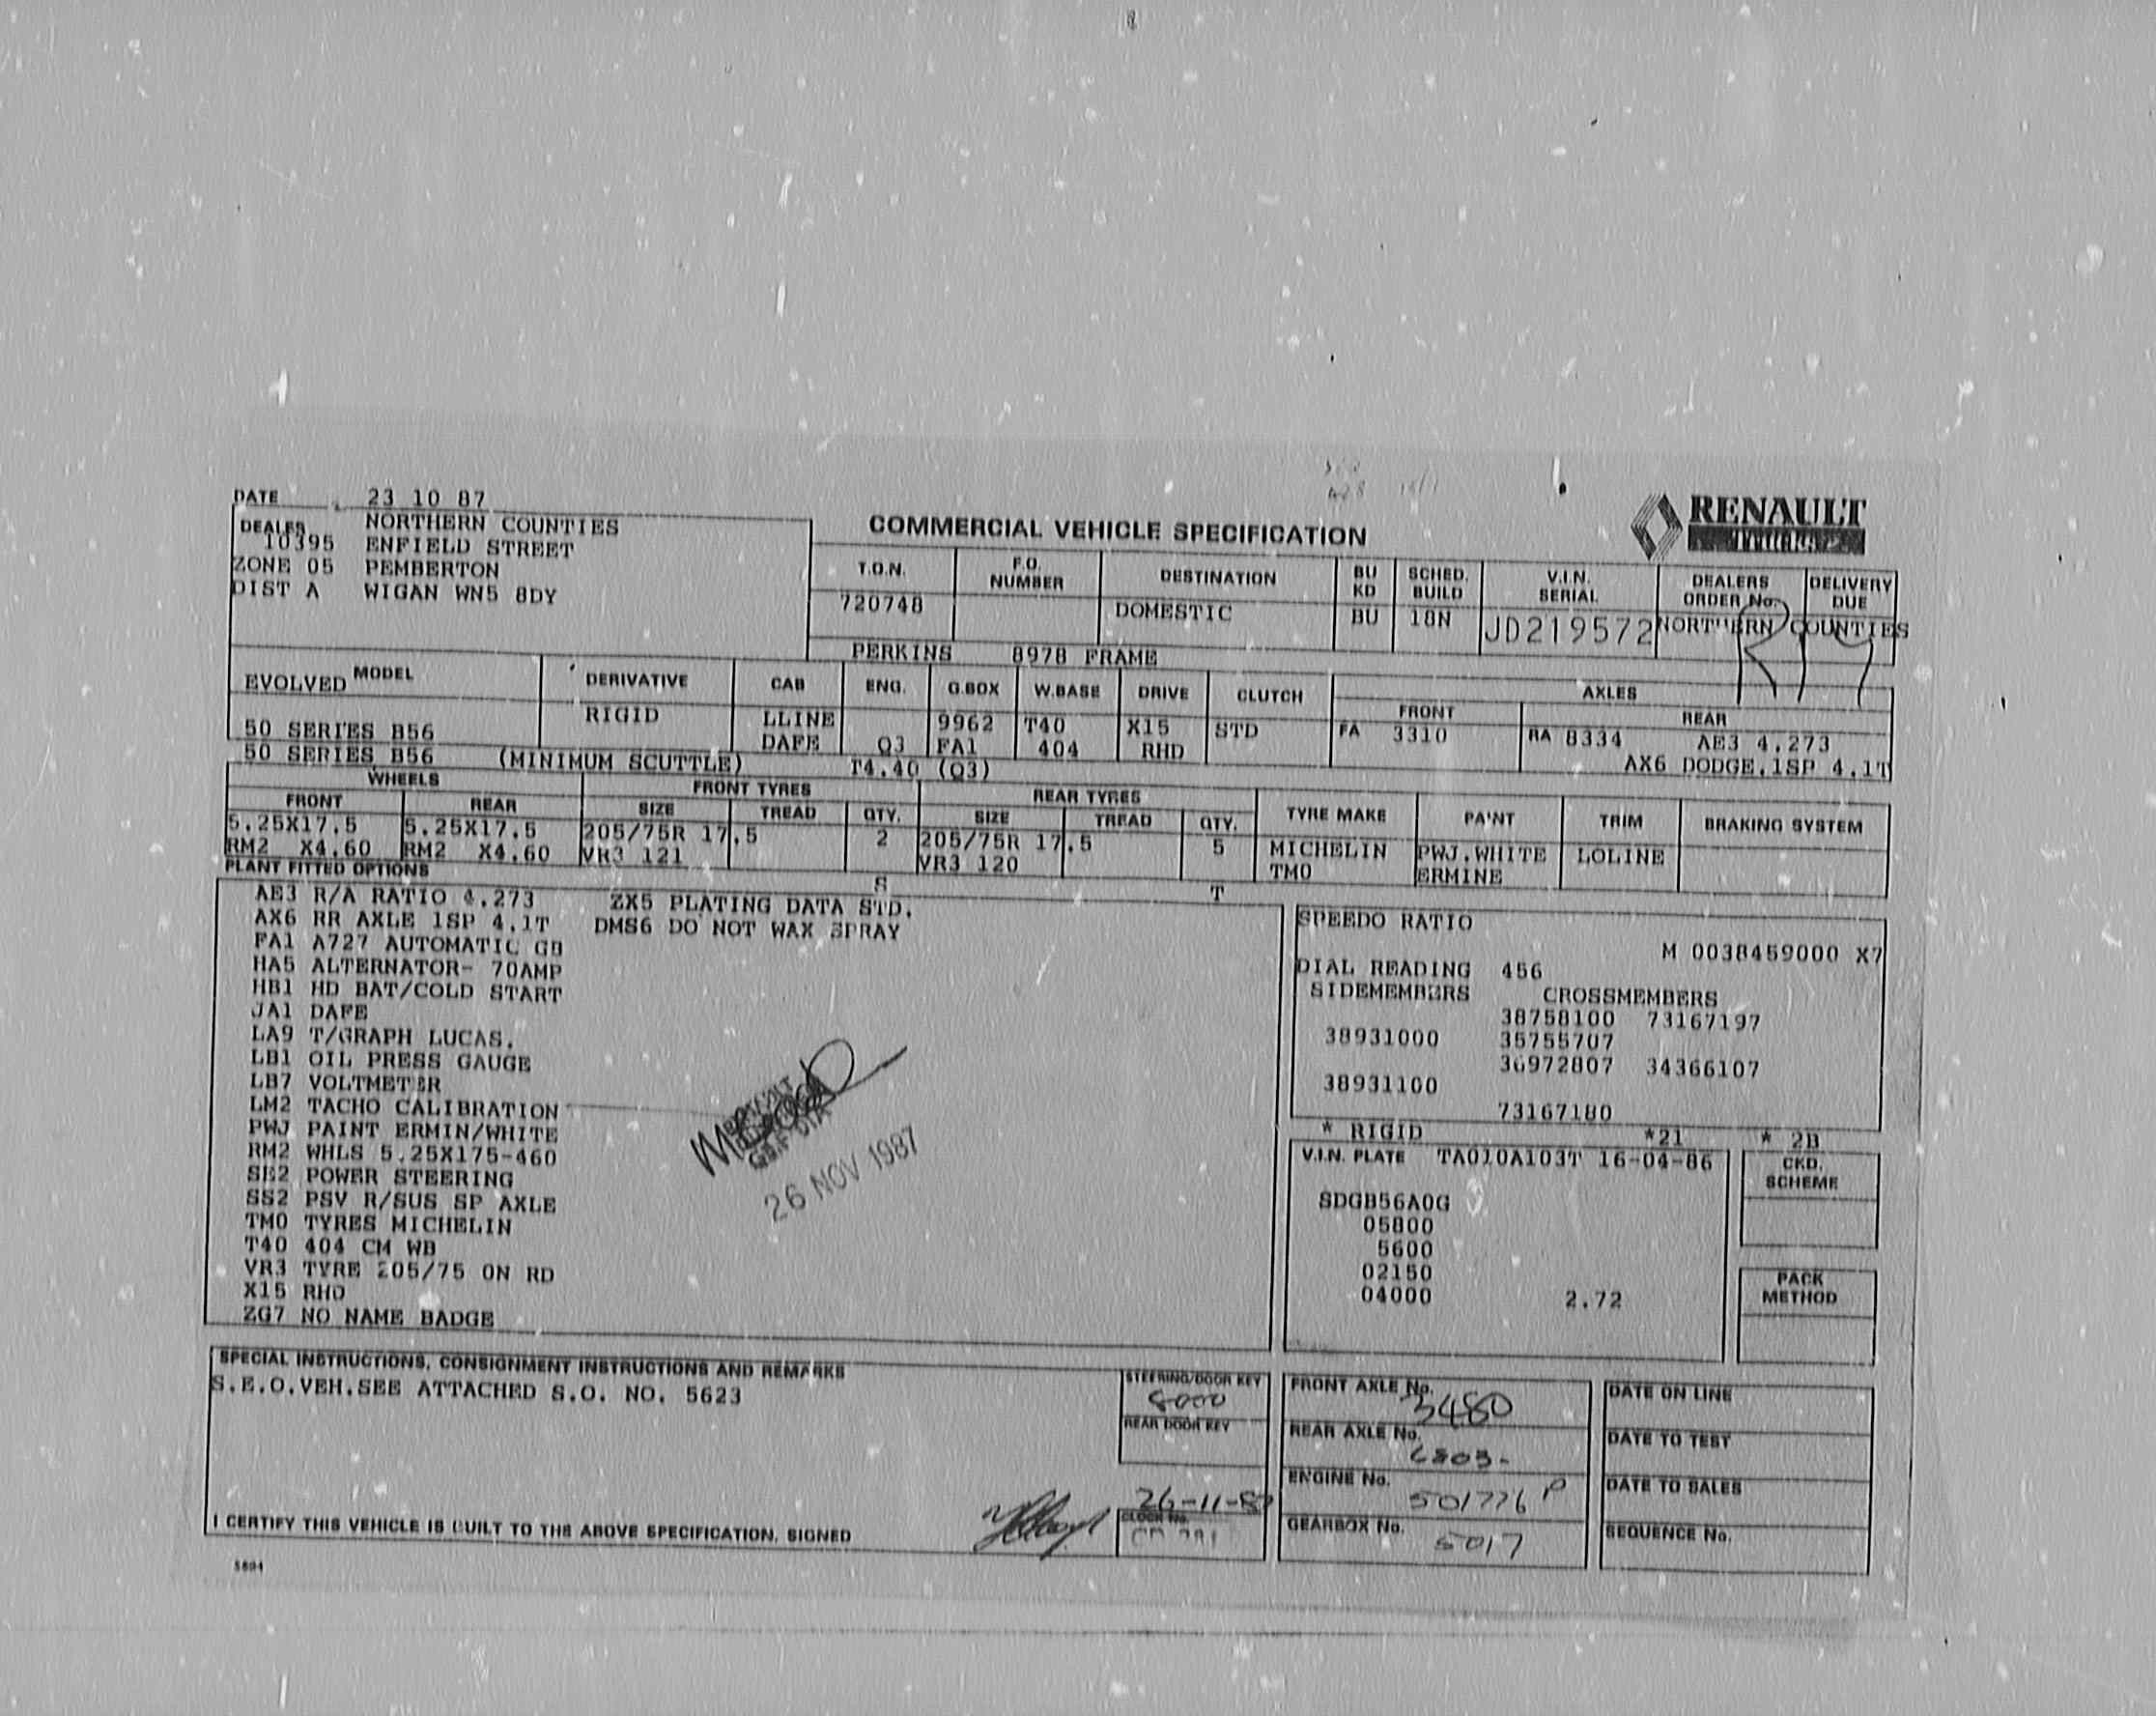 DATE 23 10 87
DEALER NORTHERN COUNTIES
10395 ENFIELD STREET
ZONE 05 PEMBERTON
DIST A WIGAN WN5 8DY
COMMERCIAL VEHICLE SPECIFICATION
RENAULT
TRUCKS
T.O.N. F.O. NUMBER DESTINATION BU KD SCHED. BUILD V.I.N. SERIAL DEALERS ORDER No. DELIVERY DUE
720748 DOMESTIC BU 18N JD219572 NORTHERN COUNTIES
PERKINS 8978 FRAME
MODEL DERIVATIVE CAB ENG. G.BOX W.BASE DRIVE CLUTCH AXLES
FRONT REAR
EVOLVED
RIGID LLINE 9962 T40 X15 STD FA 3310 RA 8334 AE3 4.273
50 SERIES B56 DAFE Q3 FA1 404 RHD
50 SERIES B56 (MINIMUM SCUTTLE) T4.40 (Q3) AX6 DODGE.1SP 4.1T
WHEELS FRONT TYRES REAR TYRES
FRONT REAR SIZE TREAD QTY. SIZE TREAD QTY. TYRE MAKE PAINT TRIM BRAKING SYSTEM
5.25X17.5 5.25X17.5 205/75R 17.5 2 205/75R 17.5 5 MICHELIN PWJ.WHITE LOLINE
RM2 X4.60 RM2 X4.60 VR3 121 VR3 120 TMO ERMINE
PLANT FITTED OPTIONS
S T
AE3 R/A RATIO 4.273 ZX5 PLATING DATA STD.
AX6 RR AXLE 1SP 4.1T DMS6 DO NOT WAX SPRAY
FA1 A727 AUTOMATIC GB
HA5 ALTERNATOR- 70AMP
HB1 HD BAT/COLD START
JA1 DAFE
LA9 T/GRAPH LUCAS.
LB1 OIL PRESS GAUGE
LB7 VOLTMETER
LM2 TACHO CALIBRATION
PWJ PAINT ERMIN/WHITE
RM2 WHLS 5.25X175-460
SE2 POWER STEERING
SS2 PSV R/SUS SP AXLE
TM0 TYRES MICHELIN
T40 404 CM WB
VR3 TYRE 205/75 ON RD
X15 RHD
ZG7 NO NAME BADGE
26 NOV 1987
SPEEDO RATIO
M 0038459000 X7
DIAL READING 456
SIDEMEMBERS CROSSMEMBERS
38758100 73167197
38931000 35755707
36972807 34366107
38931100
73167180
* RIGID *21 * 2B
V.I.N. PLATE TA010A103T 16-04-86
CKD. SCHEME
SDGB56A0G
05800
5600
02150
04000 2.72
PACK METHOD
SPECIAL INSTRUCTIONS, CONSIGNMENT INSTRUCTIONS AND REMARKS
S.E.O.VEH.SEE ATTACHED S.O. NO. 5623
STEERING/DOOR KEY
8000
REAR DOOR KEY
26-11-87
CLOCK No.
FRONT AXLE No. 3480
REAR AXLE No.
ENGINE No. 501776 P
GEARBOX No. 5017
DATE ON LINE
DATE TO TEST
DATE TO SALES
SEQUENCE No.
I CERTIFY THIS VEHICLE IS BUILT TO THE ABOVE SPECIFICATION. SIGNED
5804